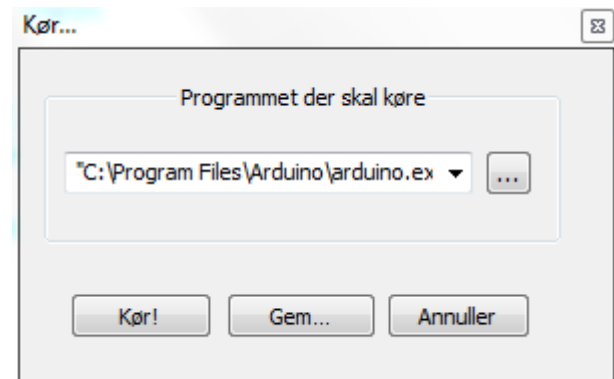 Kør...
Programmet der skal køre
"C:\Program Files\Arduino\arduino.ex
...
Kør! Gem... Annuller